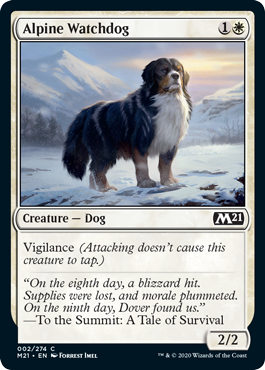 Alpine Watchdog 1
Creature — Dog M21
Vigilance (Attacking doesn't cause this
creature to tap.)
“On the eighth day, a blizzard hit.
Supplies were lost, and morale plummeted.
On the ninth day, Dover found us.”
—To the Summit: A Tale of Survival
2/2
002/274 C
M21 • EN Forrest Imel ™ & © 2020 Wizards of the Coast